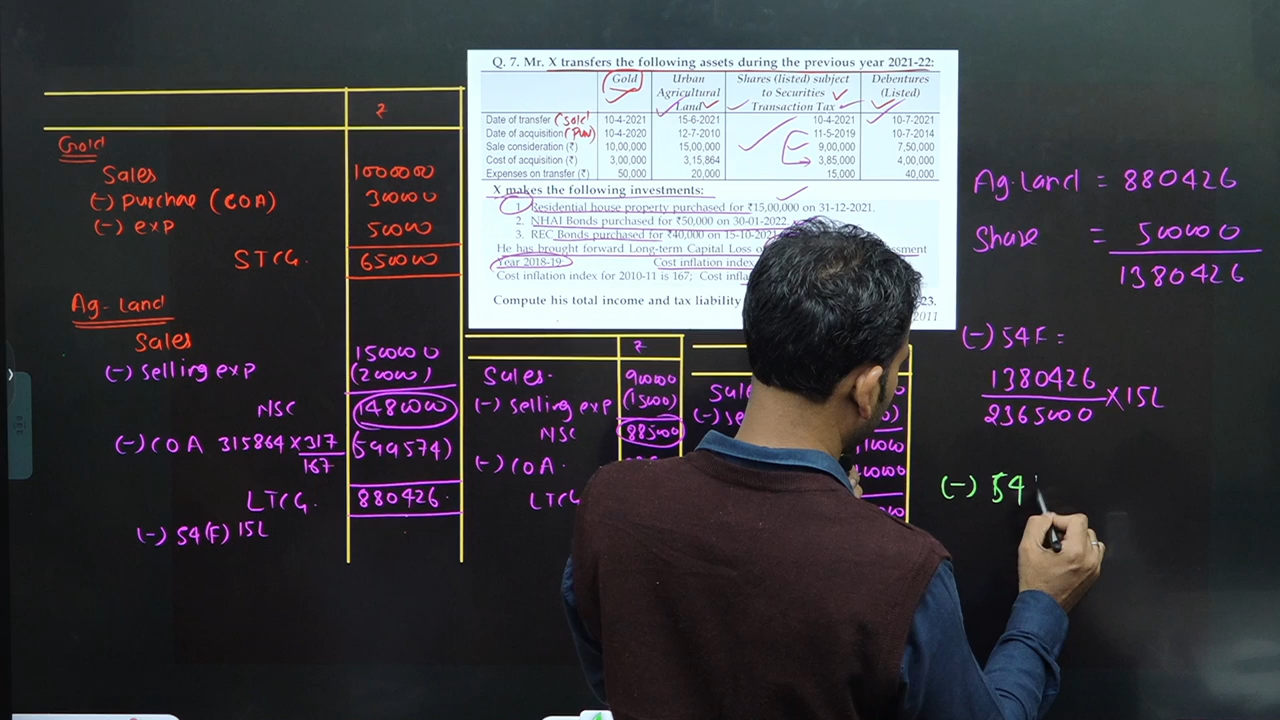 Q. 7. Mr. X transfers the following assets during the previous year 2021-22:
Gold Urban Agricultural Land Shares (listed) subject to Securities Transaction Tax Debentures (Listed)
Date of transfer (Sold) 10-4-2021 15-6-2021 10-4-2021 10-7-2021
Date of acquisition (Pur) 10-4-2020 12-7-2010 11-5-2019 10-7-2014
Sale consideration (₹) 10,00,000 15,00,000 9,00,000 7,50,000
Cost of acquisition (₹) 3,00,000 3,15,864 3,85,000 4,00,000
Expenses on transfer (₹) 50,000 20,000 15,000 40,000
X makes the following investments:
1. Residential house property purchased for ₹15,00,000 on 31-12-2021.
2. NHAI Bonds purchased for ₹50,000 on 30-01-2022.
3. REC Bonds purchased for ₹40,000 on 15-10-2021
He has brought forward Long-term Capital Loss of
Year 2018-19. Cost inflation index
Cost inflation index for 2010-11 is 167; Cost
Compute his total income and tax liability 23.
2011
₹
Gold
Sales 1000000
(-) purchase (COA) 300000
(-) exp 50000
STCG. 650000
Ag. land
Sales 1500000
(-) selling exp (20000)
NSC 1480000
(-) COA 315864 × 317/167 (599574)
LTCG. 880426
(-) 54(F) 15L
₹
Sales. 900000
(-) selling exp (15000)
NSC 885000
(-) COA.
LTCG
Ag. land = 880426
Share = 500000
1380426
(-) 54F =
1380426/2365000 × 15L
(-) 54